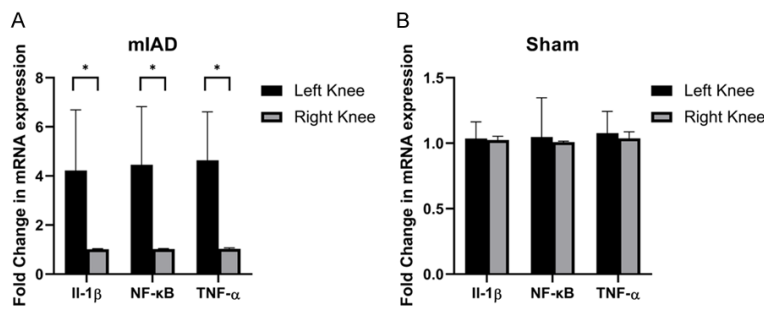 A
mIAD
Fold Change in mRNA expression
8
6
4
2
0
* * *
Left Knee
Right Knee
Il-1β NF-κB TNF-α
B
Sham
Fold Change in mRNA expression
1.5
1.0
0.5
0.0
Left Knee
Right Knee
Il-1β NF-κB TNF-α